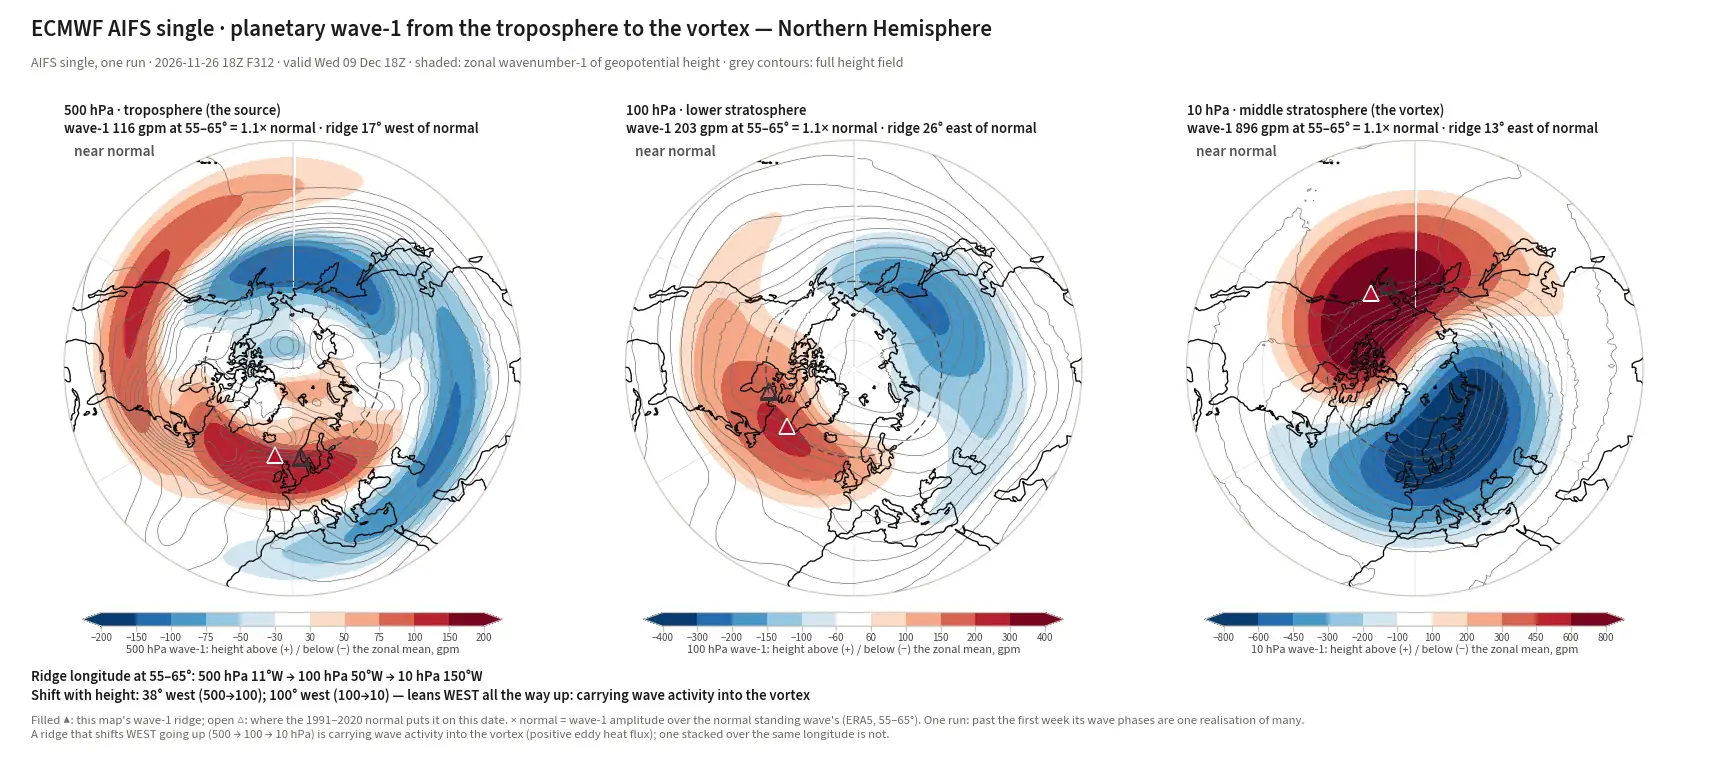 ECMWF AIFS single · planetary wave-1 from the troposphere to the vortex — Northern Hemisphere
AIFS single, one run · 2026-11-26 18Z F312 · valid Wed 09 Dec 18Z · shaded: zonal wavenumber-1 of geopotential height · grey contours: full height field
500 hPa · troposphere (the source)
wave-1 116 gpm at 55–65° = 1.1× normal · ridge 17° west of normal
near normal
100 hPa · lower stratosphere
wave-1 203 gpm at 55–65° = 1.1× normal · ridge 26° east of normal
near normal
10 hPa · middle stratosphere (the vortex)
wave-1 896 gpm at 55–65° = 1.1× normal · ridge 13° east of normal
near normal
−200 −150 −100 −75 −50 −30 30 50 75 100 150 200
500 hPa wave-1: height above (+) / below (−) the zonal mean, gpm
−400 −300 −200 −150 −100 −60 60 100 150 200 300 400
100 hPa wave-1: height above (+) / below (−) the zonal mean, gpm
−800 −600 −450 −300 −200 −100 100 200 300 450 600 800
10 hPa wave-1: height above (+) / below (−) the zonal mean, gpm
Ridge longitude at 55–65°: 500 hPa 11°W → 100 hPa 50°W → 10 hPa 150°W
Shift with height: 38° west (500→100); 100° west (100→10) — leans WEST all the way up: carrying wave activity into the vortex
Filled ▲: this map's wave-1 ridge; open △: where the 1991–2020 normal puts it on this date. × normal = wave-1 amplitude over the normal standing wave's (ERA5, 55–65°). One run: past the first week its wave phases are one realisation of many.
A ridge that shifts WEST going up (500 → 100 → 10 hPa) is carrying wave activity into the vortex (positive eddy heat flux); one stacked over the same longitude is not.